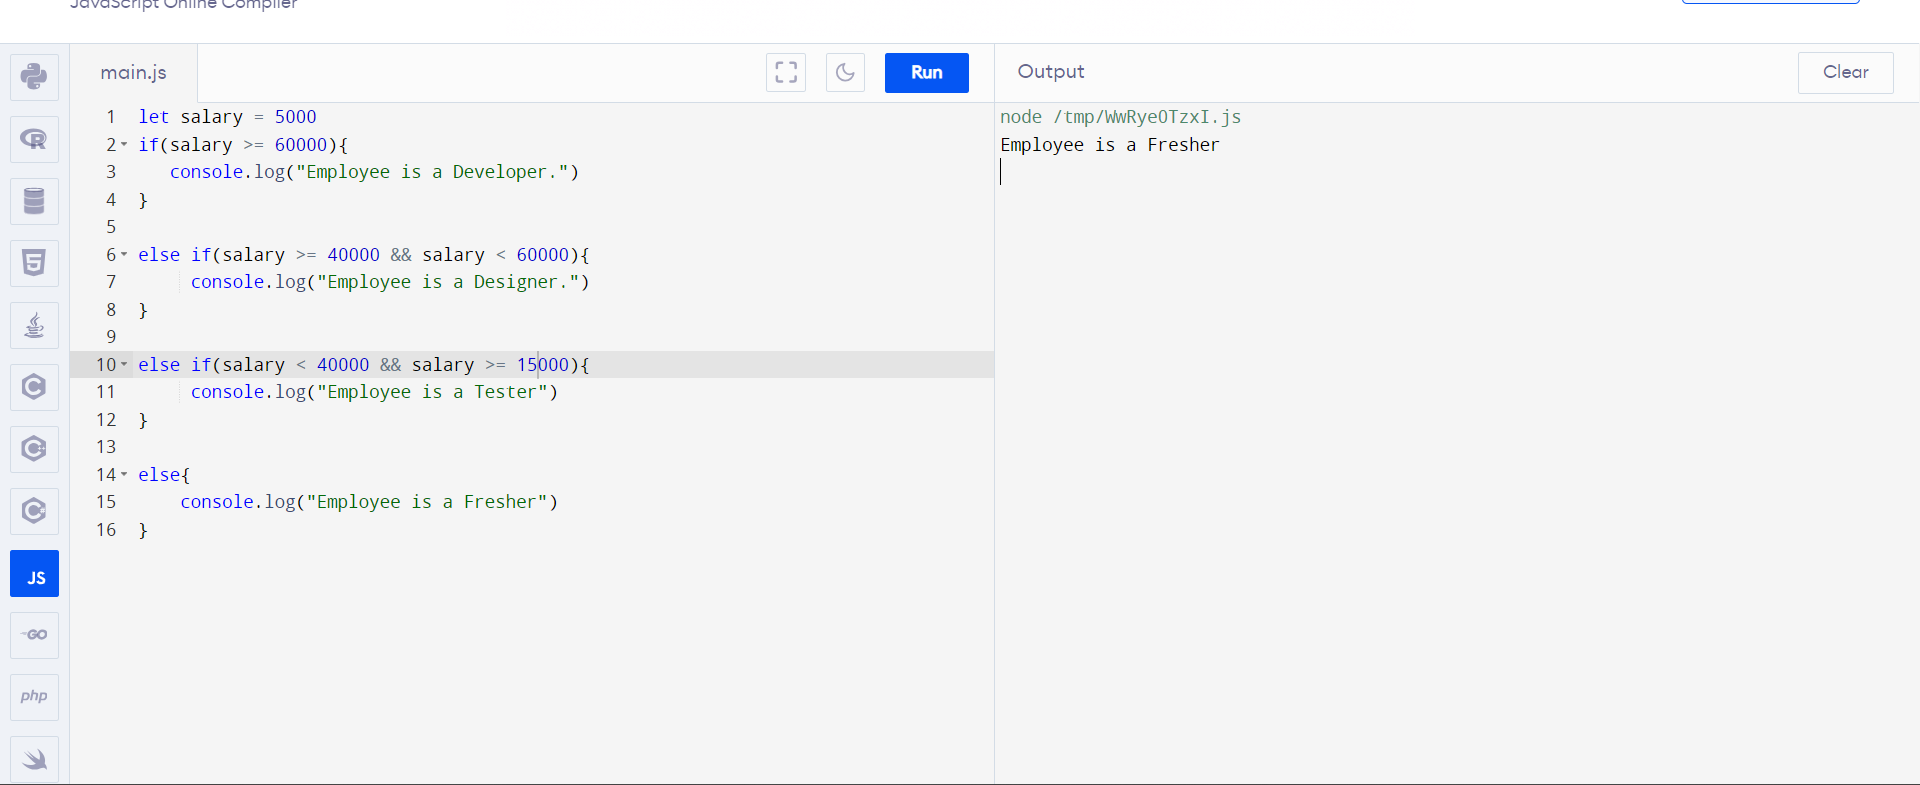 JavaScript Online Compiler
main.js
Run
Output
Clear
1 let salary = 5000
2 if(salary >= 60000){
3 console.log("Employee is a Developer.")
4 }
5
6 else if(salary >= 40000 && salary < 60000){
7 console.log("Employee is a Designer.")
8 }
9
10 else if(salary < 40000 && salary >= 15000){
11 console.log("Employee is a Tester")
12 }
13
14 else{
15 console.log("Employee is a Fresher")
16 }
node /tmp/WwRyeOTzxI.js
Employee is a Fresher
R
5
C
C
C
JS
GO
php